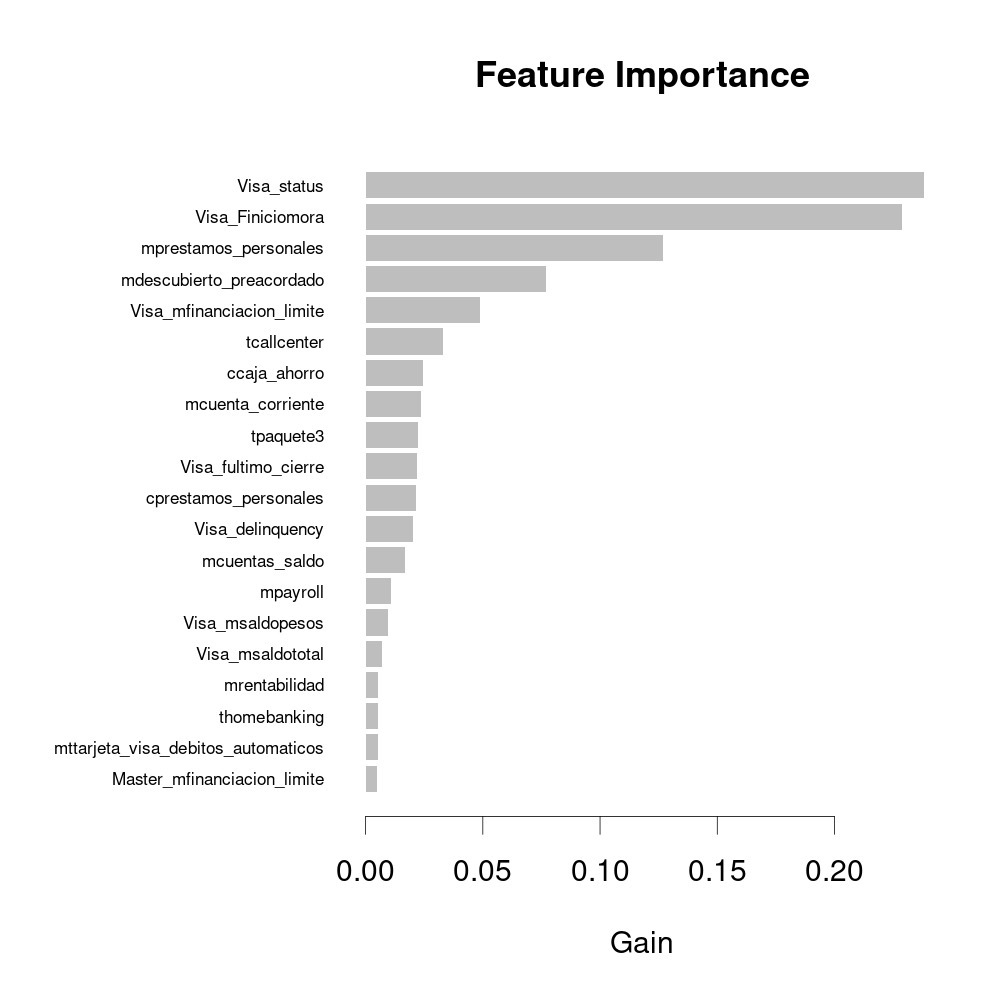 Feature Importance
Visa_status
Visa_Finiciomora
mprestamos_personales
mdescubierto_preacordado
Visa_mfinanciacion_limite
tcallcenter
ccaja_ahorro
mcuenta_corriente
tpaquete3
Visa_fultimo_cierre
cprestamos_personales
Visa_delinquency
mcuentas_saldo
mpayroll
Visa_msaldopesos
Visa_msaldototal
mrentabilidad
thomebanking
mttarjeta_visa_debitos_automaticos
Master_mfinanciacion_limite
0.00 0.05 0.10 0.15 0.20
Gain